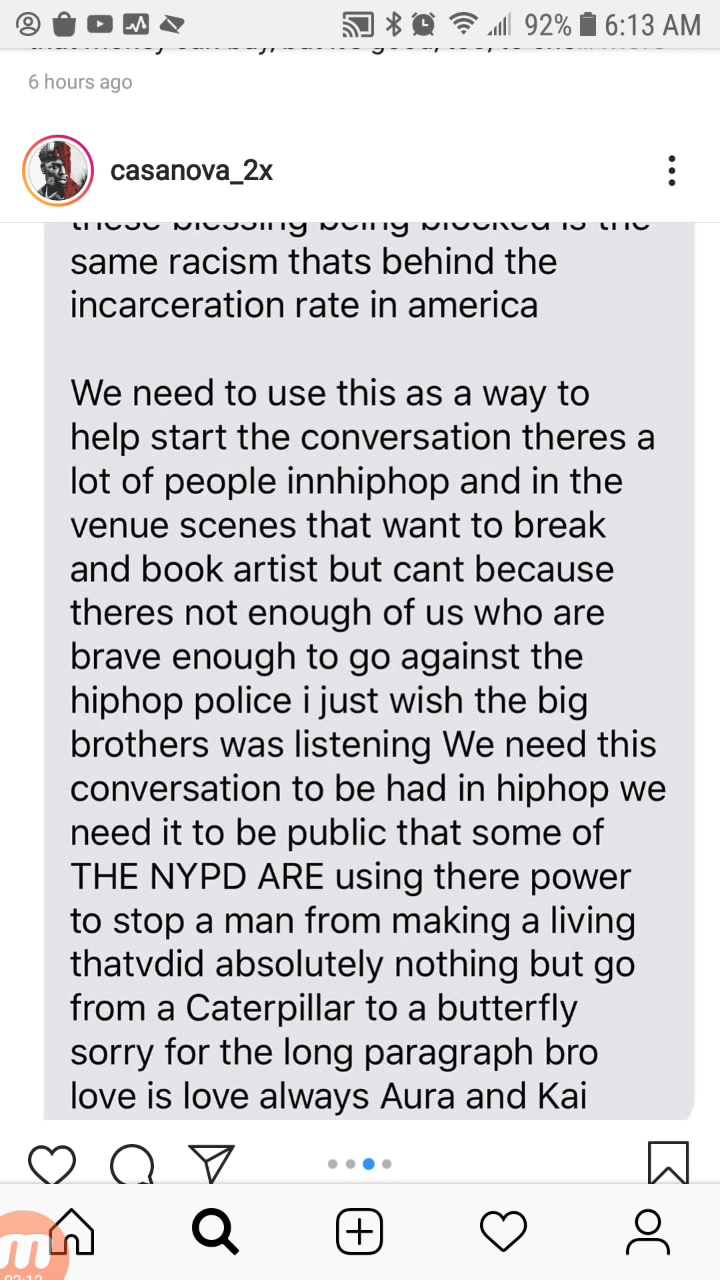 92% 6:13 AM
6 hours ago
casanova_2x
these blessing being blocked is the
same racism thats behind the
incarceration rate in america
We need to use this as a way to
help start the conversation theres a
lot of people innhiphop and in the
venue scenes that want to break
and book artist but cant because
theres not enough of us who are
brave enough to go against the
hiphop police i just wish the big
brothers was listening We need this
conversation to be had in hiphop we
need it to be public that some of
THE NYPD ARE using there power
to stop a man from making a living
thatvdid absolutely nothing but go
from a Caterpillar to a butterfly
sorry for the long paragraph bro
love is love always Aura and Kai